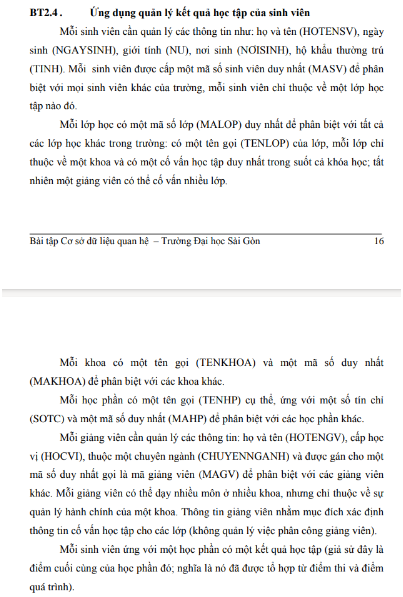 BT2.4 . Ứng dụng quản lý kết quả học tập của sinh viên
Mỗi sinh viên cần quản lý các thông tin như: họ và tên (HOTENSV), ngày
sinh (NGAYSINH), giới tính (NU), nơi sinh (NƠISINH), hộ khẩu thường trú
(TINH). Mỗi sinh viên được cấp một mã số sinh viên duy nhất (MASV) để phân
biệt với mọi sinh viên khác của trường, mỗi sinh viên chỉ thuộc về một lớp học
tập nào đó.
Mỗi lớp học có một mã số lớp (MALOP) duy nhất để phân biệt với tất cả
các lớp học khác trong trường: có một tên gọi (TENLOP) của lớp, mỗi lớp chỉ
thuộc về một khoa và có một cố vấn học tập duy nhất trong suốt cả khóa học; tất
nhiên một giảng viên có thể cố vấn nhiều lớp.
Bài tập Cơ sở dữ liệu quan hệ – Trường Đại học Sài Gòn 16
Mỗi khoa có một tên gọi (TENKHOA) và một mã số duy nhất
(MAKHOA) để phân biệt với các khoa khác.
Mỗi học phần có một tên gọi (TENHP) cụ thể, ứng với một số tín chỉ
(SOTC) và một mã số duy nhất (MAHP) để phân biệt với các học phần khác.
Mỗi giảng viên cần quản lý các thông tin: họ và tên (HOTENGV), cấp học
vị (HOCVI), thuộc một chuyên ngành (CHUYENNGANH) và được gán cho một
mã số duy nhất gọi là mã giảng viên (MAGV) để phân biệt với các giảng viên
khác. Mỗi giảng viên có thể dạy nhiều môn ở nhiều khoa, nhưng chỉ thuộc về sự
quản lý hành chính của một khoa. Thông tin giảng viên nhằm mục đích xác định
thông tin cố vấn học tập cho các lớp (không quản lý việc phân công giảng viên).
Mỗi sinh viên ứng với một học phần có một kết quả học tập (giả sử đây là
điểm cuối cùng của học phần đó; nghĩa là nó đã được tổ hợp từ điểm thi và điểm
quá trình).